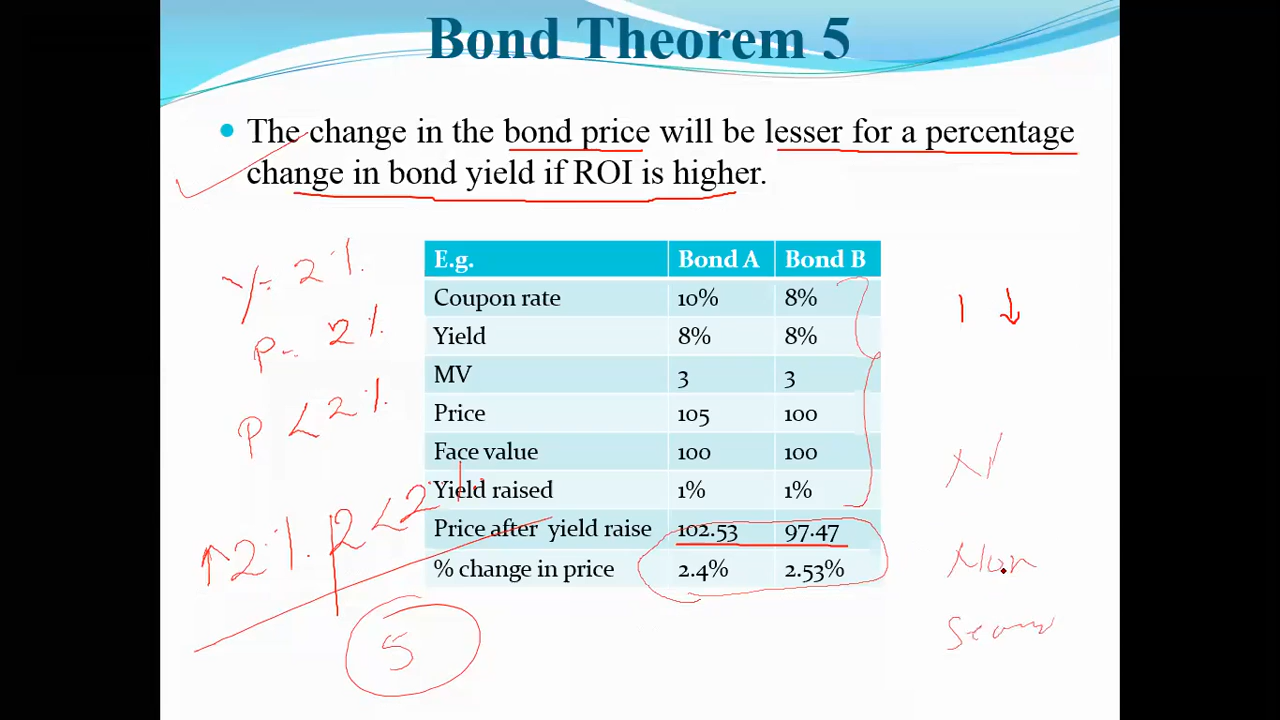 Bond Theorem 5
The change in the bond price will be lesser for a percentage
change in bond yield if ROI is higher.
E.g. Bond A Bond B
Coupon rate 10% 8%
Yield 8% 8%
MV 3 3
Price 105 100
Face value 100 100
Yield raised 1% 1%
Price after yield raise 102.53 97.47
% change in price 2.4% 2.53%
Y= 2%
P= 2%
P < 2%
↑2% P < 2%
5